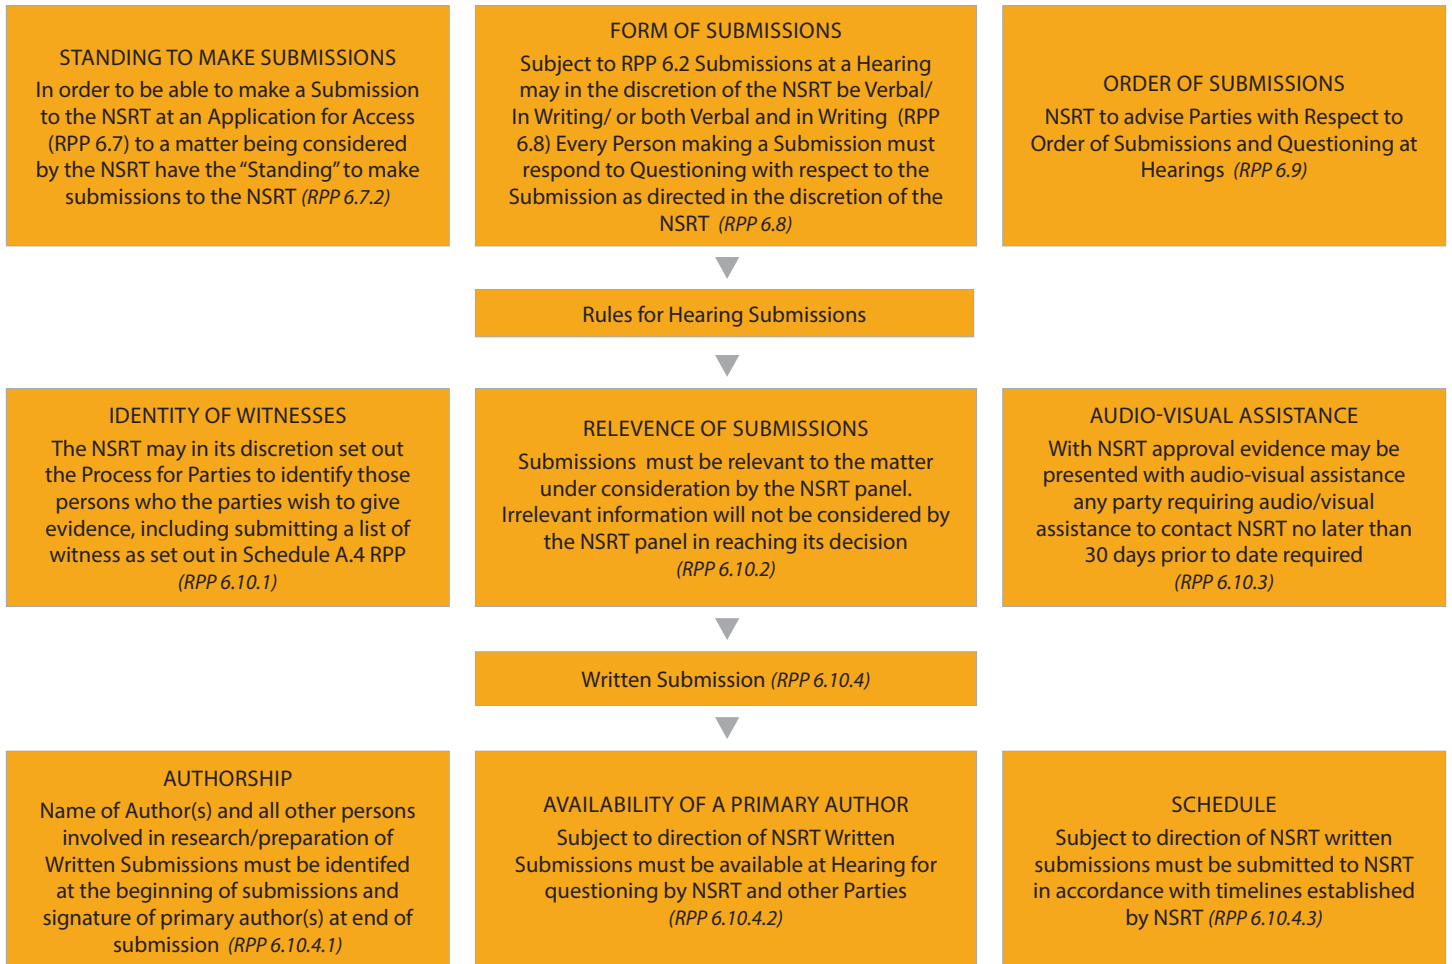 STANDING TO MAKE SUBMISSIONS
In order to be able to make a Submission
to the NSRT at an Application for Access
(RPP 6.7) to a matter being considered
by the NSRT have the “Standing” to make
submissions to the NSRT (RPP 6.7.2)
FORM OF SUBMISSIONS
Subject to RPP 6.2 Submissions at a Hearing
may in the discretion of the NSRT be Verbal/
In Writing/ or both Verbal and in Writing (RPP
6.8) Every Person making a Submission must
respond to Questioning with respect to the
Submission as directed in the discretion of the
NSRT (RPP 6.8)
ORDER OF SUBMISSIONS
NSRT to advise Parties with Respect to
Order of Submissions and Questioning at
Hearings (RPP 6.9)
Rules for Hearing Submissions
IDENTITY OF WITNESSES
The NSRT may in its discretion set out
the Process for Parties to identify those
persons who the parties wish to give
evidence, including submitting a list of
witness as set out in Schedule A.4 RPP
(RPP 6.10.1)
RELEVENCE OF SUBMISSIONS
Submissions must be relevant to the matter
under consideration by the NSRT panel.
Irrelevant information will not be considered by
the NSRT panel in reaching its decision
(RPP 6.10.2)
AUDIO-VISUAL ASSISTANCE
With NSRT approval evidence may be
presented with audio-visual assistance
any party requiring audio/visual
assistance to contact NSRT no later than
30 days prior to date required
(RPP 6.10.3)
Written Submission (RPP 6.10.4)
AUTHORSHIP
Name of Author(s) and all other persons
involved in research/preparation of
Written Submissions must be identifed
at the beginning of submissions and
signature of primary author(s) at end of
submission (RPP 6.10.4.1)
AVAILABILITY OF A PRIMARY AUTHOR
Subject to direction of NSRT Written
Submissions must be available at Hearing for
questioning by NSRT and other Parties
(RPP 6.10.4.2)
SCHEDULE
Subject to direction of NSRT written
submissions must be submitted to NSRT
in accordance with timelines established
by NSRT (RPP 6.10.4.3)